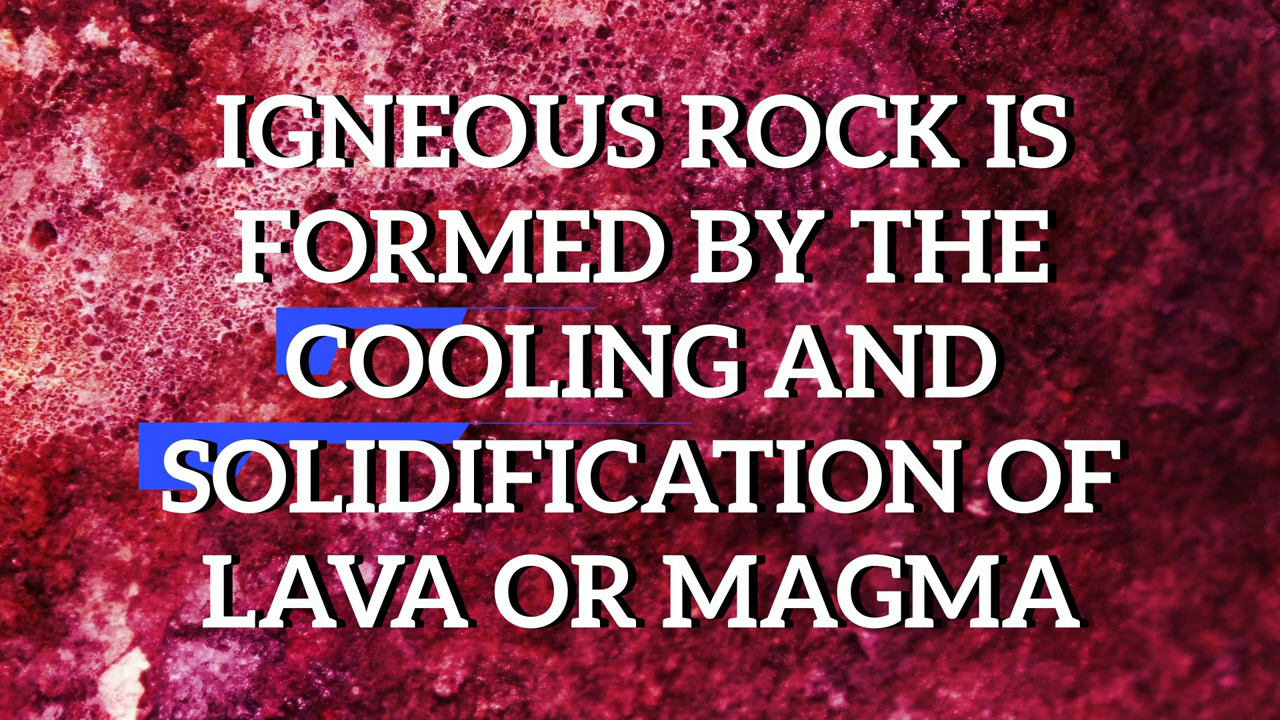 IGNEOUS ROCK IS
FORMED BY THE
COOLING AND
SOLIDIFICATION OF
LAVA OR MAGMA